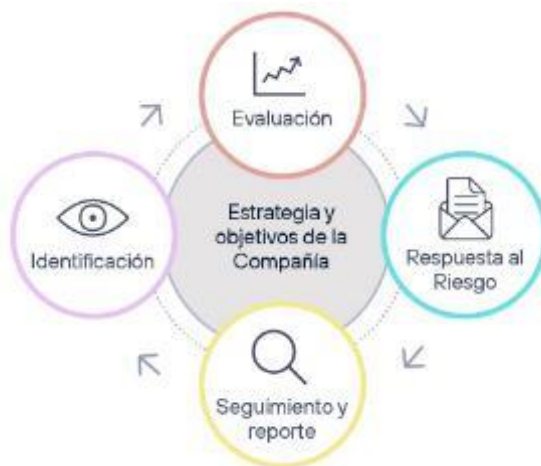 Evaluación
Estrategia y
objetivos de la
Compañía
Identificación
Respuesta al
Riesgo
Seguimiento y
reporte